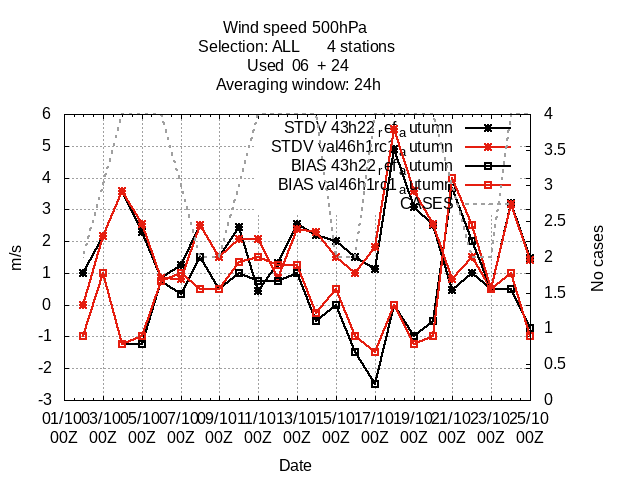 Wind speed 500hPa
Selection: ALL 4 stations
Used 06 + 24
Averaging window: 24h
STDV 43h22refautumn
STDV val46h1rc1autumn
BIAS 43h22refautumn
BIAS val46h1rc1autumn
CASES
6
5
4
3
2
1
0
-1
-2
-3
m/s
4
3.5
3
2.5
2
1.5
1
0.5
0
No cases
01/10 03/10 05/10 07/10 09/10 11/10 13/10 15/10 17/10 19/10 21/10 23/10 25/10
00Z 00Z 00Z 00Z 00Z 00Z 00Z 00Z 00Z 00Z 00Z 00Z 00Z
Date